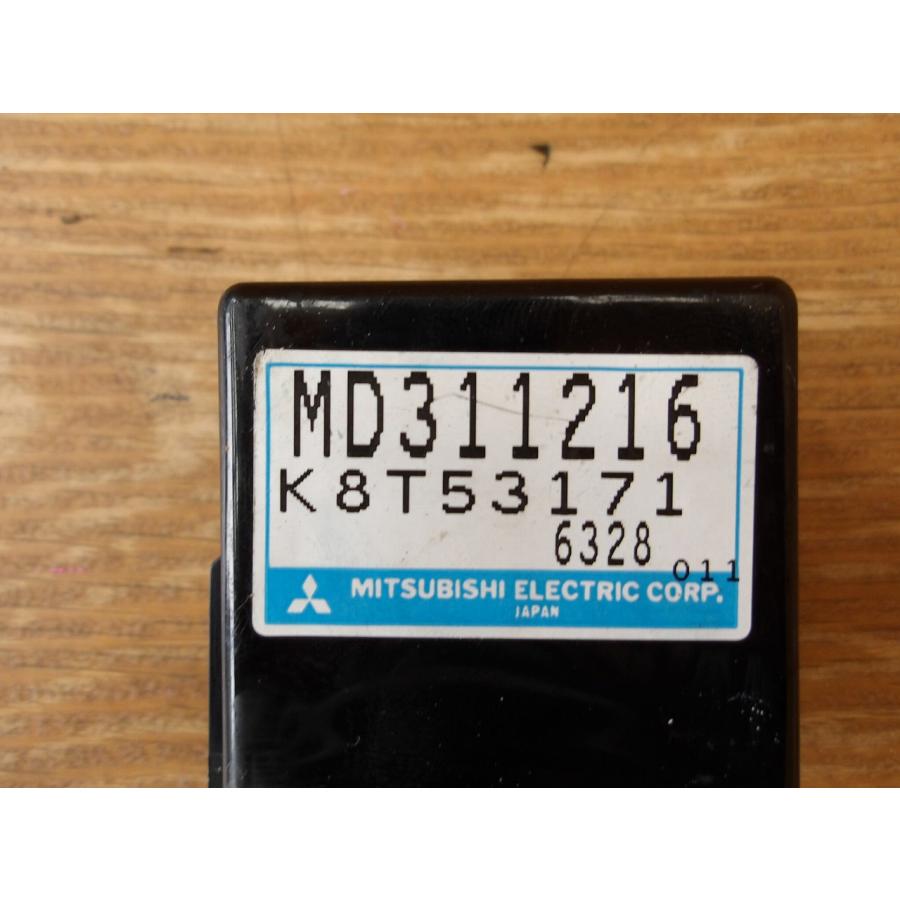 MD311216
K8T53171
6328
011
MITSUBISHI ELECTRIC CORP.
JAPAN